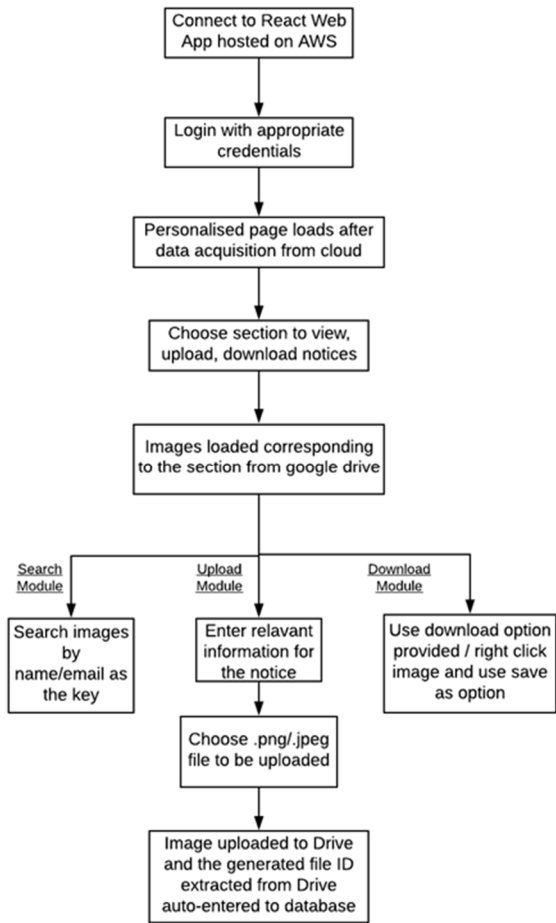 Connect to React Web
App hosted on AWS
Login with appropriate
credentials
Personalised page loads after
data acquisition from cloud
Choose section to view,
upload, download notices
Images loaded corresponding
to the section from google drive
Search
Module
Upload
Module
Download
Module
Search images
by
name/email as
the key
Enter relavant
information for
the notice
Use download option
provided / right click
image and use save
as option
Choose .png/.jpeg
file to be uploaded
Image uploaded to Drive
and the generated file ID
extracted from Drive
auto-entered to database